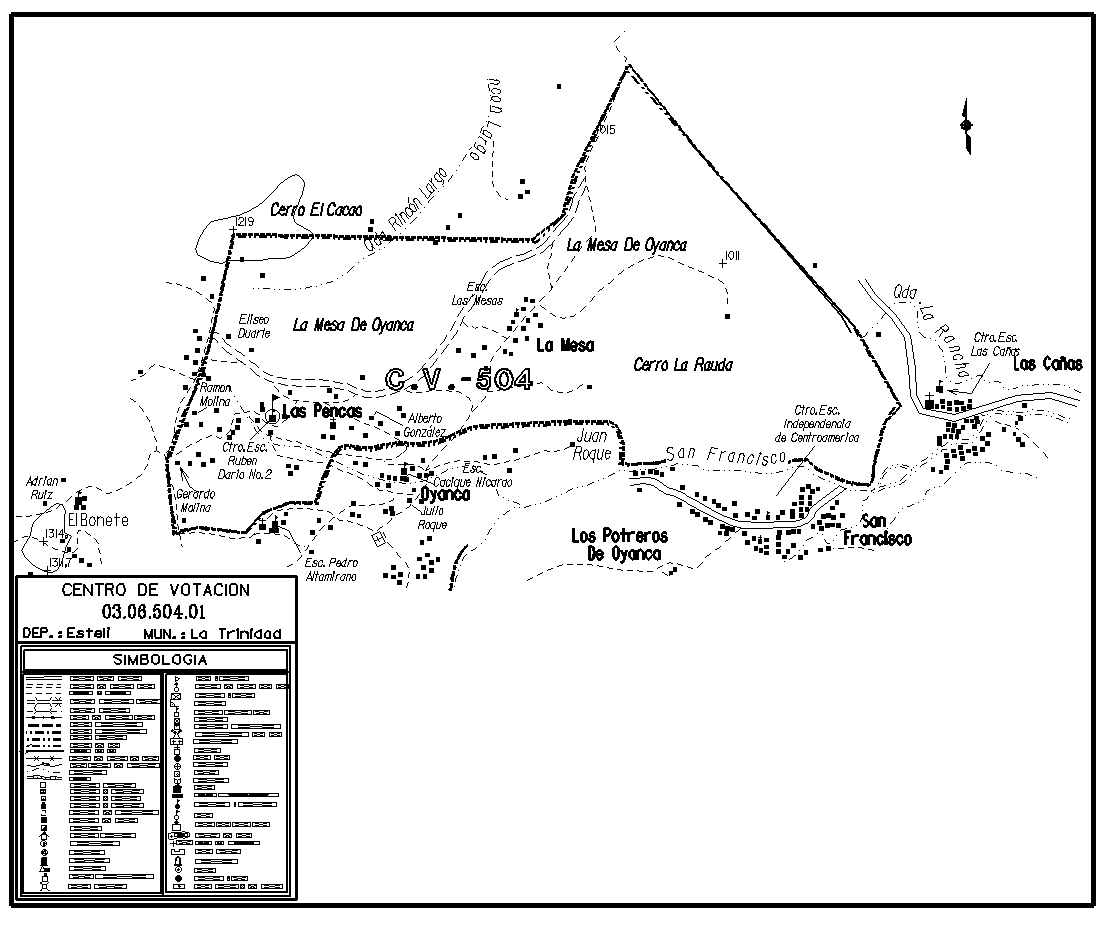 ncon Largo
1015
Cerro El Cacao
1219
Qda Rincón Largo
La Mesa De Oyanca
1011
Esc.
Las Mesas
Qda. La Rancha
Eliseo
Duarte
La Mesa De Oyanca
La Mesa
Cerro La Rauda
Ctro.Esc.
Las Cañas
Las Cañas
C.V.-504
Ramon
Molina
Las Pencas
Alberto
González
Ctro.Esc.
Independencia
de Centroamerica
Juan
Roque
San Francisco
Ctro.Esc.
Ruben
Dario No.2
Esc.
Cacique Nicarao
Oyanca
Julio
Roque
Gerardo
Molina
Adrian
Ruiz
El Bonete
1314
Los Potreros
De Oyanca
San
Francisco
Esc. Pedro
Altamirano
CENTRO DE VOTACION
03.06.504.01
DEP.: Esteli MUN.: La Trinidad
SIMBOLOGIA